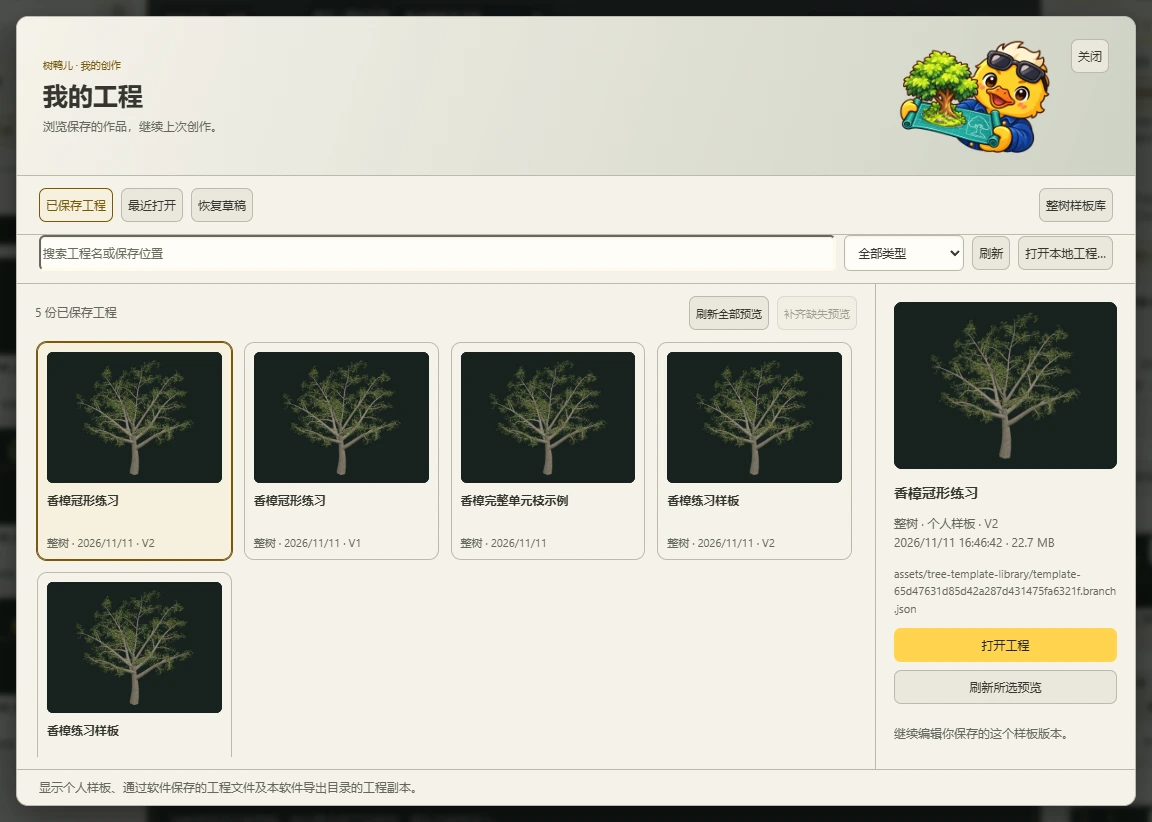 树鸭儿 · 我的创作
我的工程
浏览保存的作品，继续上次创作。
关闭
已保存工程
最近打开
恢复草稿
整树样板库
搜索工程名或保存位置
全部类型
刷新
打开本地工程...
5 份已保存工程
刷新全部预览
补齐缺失预览
香樟冠形练习
整树 · 2026/11/11 · V2
香樟冠形练习
整树 · 2026/11/11 · V1
香樟完整单元枝示例
整树 · 2026/11/11
香樟练习样板
整树 · 2026/11/11 · V2
香樟练习样板
香樟冠形练习
整树 · 个人样板 · V2
2026/11/11 16:46:42 · 22.7 MB
assets/tree-template-library/template-
65d47631d85d42a287d431475fa6321f.branch
.json
打开工程
刷新所选预览
继续编辑你保存的这个样板版本。
显示个人样板、通过软件保存的工程文件及本软件导出目录的工程副本。